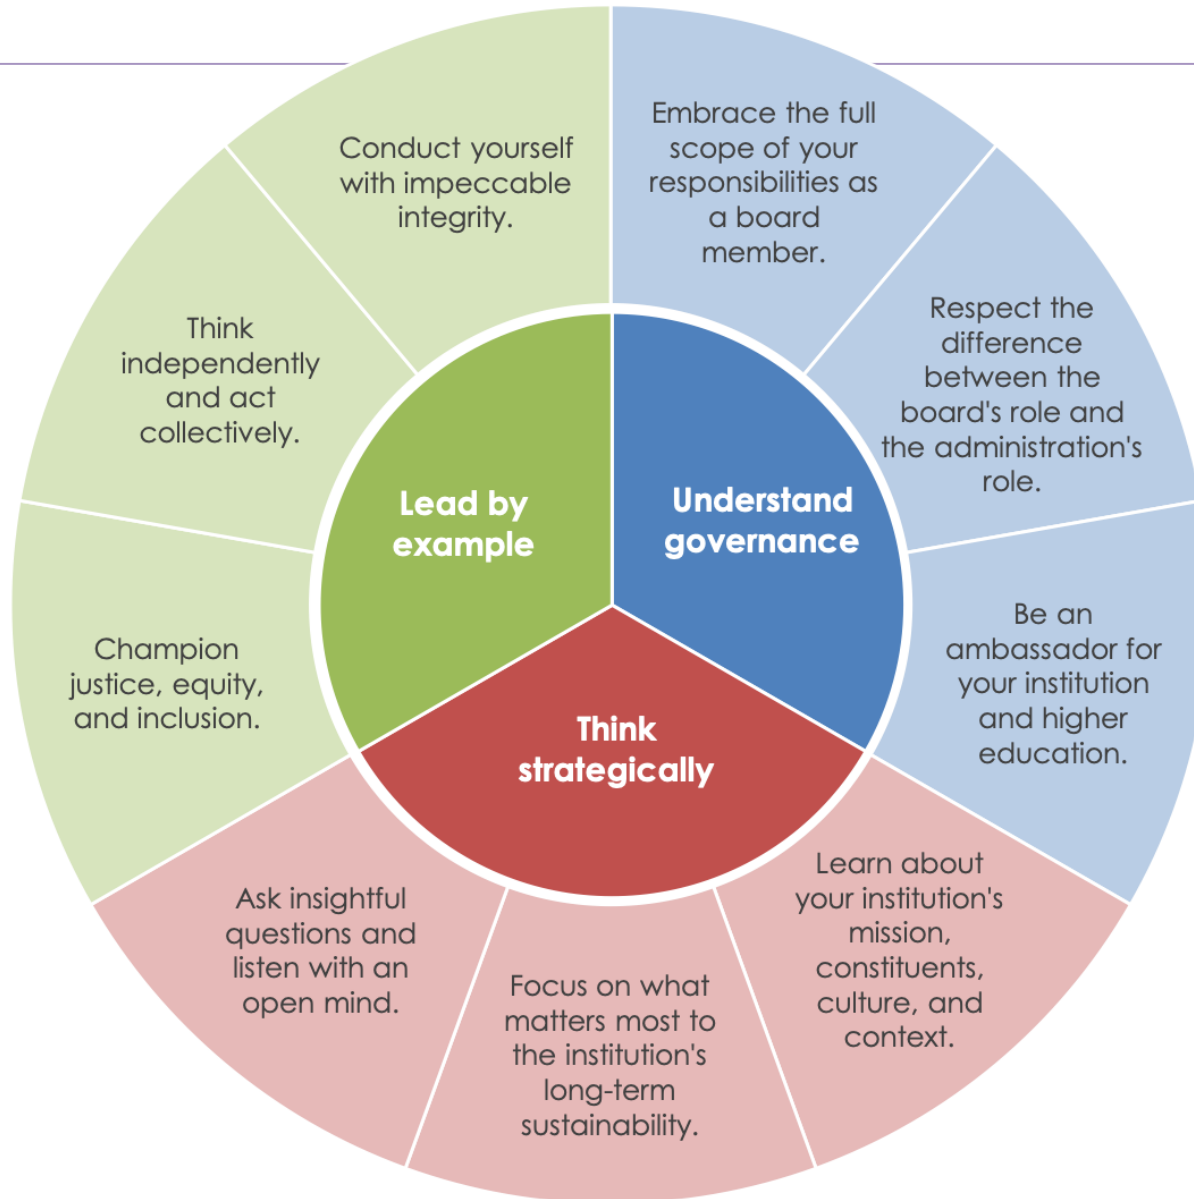 Conduct yourself
with impeccable
integrity.
Embrace the full
scope of your
responsibilities as
a board
member.
Respect the
difference
between the
board's role and
the administration's
role.
Be an
ambassador for
your institution
and higher
education.
Learn about
your institution's
mission,
constituents,
culture, and
context.
Focus on what
matters most to
the institution's
long-term
sustainability.
Ask insightful
questions and
listen with an
open mind.
Champion
justice, equity,
and inclusion.
Think
independently
and act
collectively.
Lead by
example
Understand
governance
Think
strategically